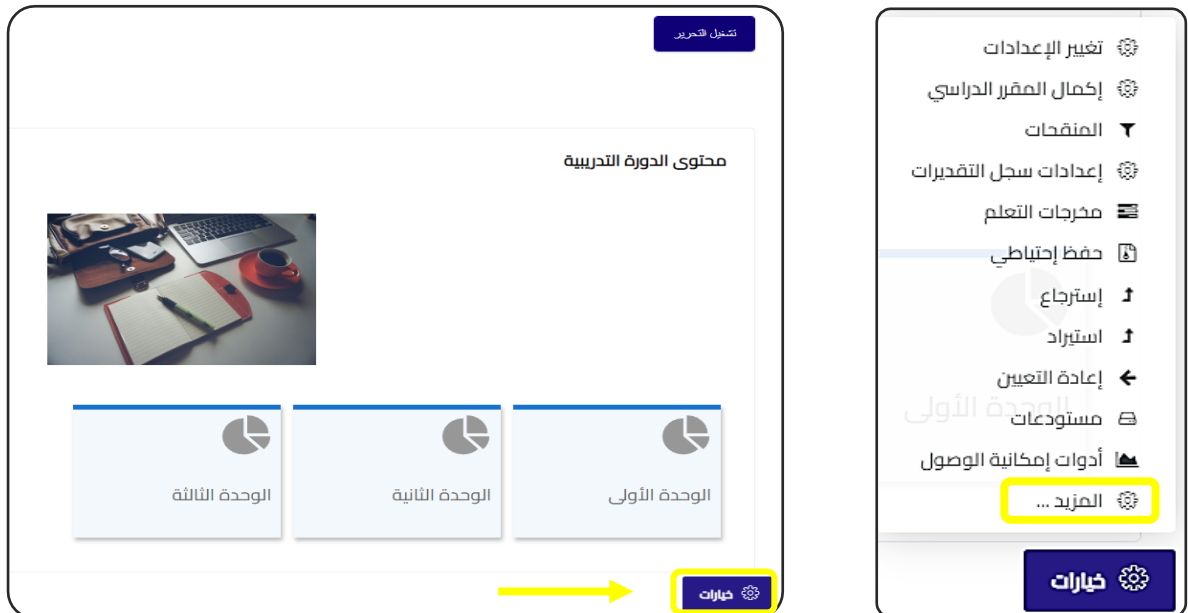 تشغيل التحرير
محتوى الدورة التدريبية
الوحدة الأولى
الوحدة الثانية
الوحدة الثالثة
خيارات
تغيير الإعدادات
إكمال المقرر الدراسي
المنقحات
إعدادات سجل التقديرات
مخرجات التعلم
حفظ إحتياطي
إسترجاع
استيراد
إعادة التعيين
الوحدة الأولى
مستودعات
أدوات إمكانية الوصول
المزيد ...
خيارات